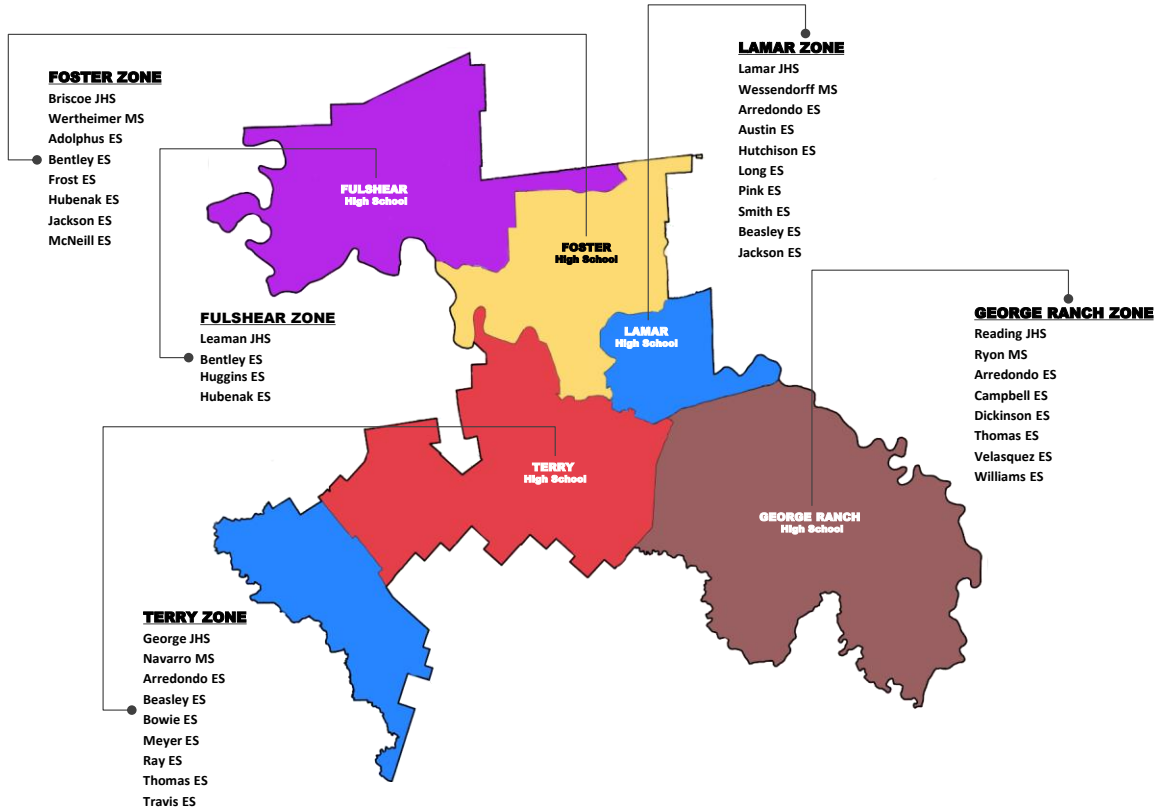 FOSTER ZONE
Briscoe JHS
Wertheimer MS
Adolphus ES
Bentley ES
Frost ES
Hubenak ES
Jackson ES
McNeill ES
LAMAR ZONE
Lamar JHS
Wessendorff MS
Arredondo ES
Austin ES
Hutchison ES
Long ES
Pink ES
Smith ES
Beasley ES
Jackson ES
FULSHEAR
High School
FOSTER
High School
FULSHEAR ZONE
Leaman JHS
Bentley ES
Huggins ES
Hubenak ES
LAMAR
High School
GEORGE RANCH ZONE
Reading JHS
Ryon MS
Arredondo ES
Campbell ES
Dickinson ES
Thomas ES
Velasquez ES
Williams ES
TERRY
High School
GEORGE RANCH
High School
TERRY ZONE
George JHS
Navarro MS
Arredondo ES
Beasley ES
Bowie ES
Meyer ES
Ray ES
Thomas ES
Travis ES